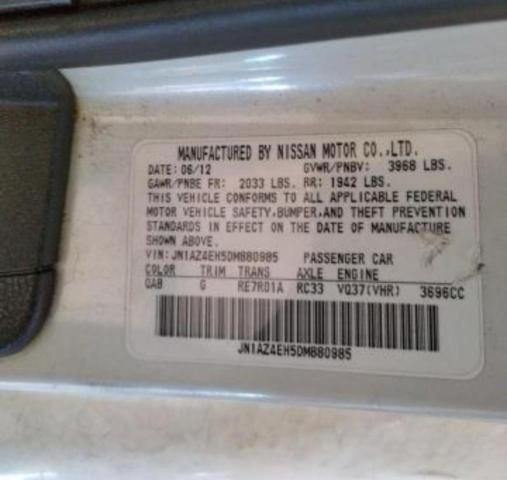 MANUFACTURED BY NISSAN MOTOR CO.,LTD.
DATE: 06/12 GVWR/PNBV: 3968 LBS.
GAWR/PNBE FR: 2033 LBS. RR: 1942 LBS.
THIS VEHICLE CONFORMS TO ALL APPLICABLE FEDERAL
MOTOR VEHICLE SAFETY,BUMPER,AND THEFT PREVENTION
STANDARDS IN EFFECT ON THE DATE OF MANUFACTURE
SHOWN ABOVE.
VIN: JN1AZ4EH5DM880985 PASSENGER CAR
COLOR TRIM TRANS AXLE ENGINE
QAB G RE7R01A RC33 VQ37(VHR) 3696CC
JN1AZ4EH5DM880985